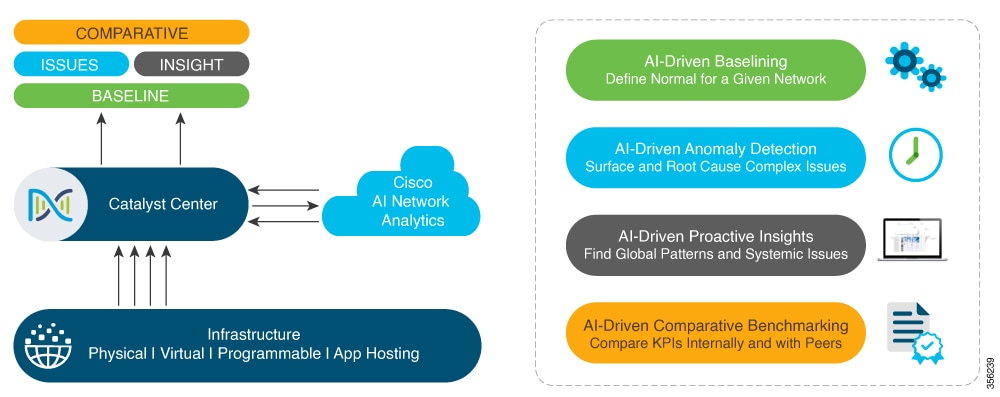 COMPARATIVE
ISSUES
INSIGHT
BASELINE
Catalyst Center
Cisco
AI Network
Analytics
Infrastructure
Physical | Virtual | Programmable | App Hosting
AI-Driven Baselining
Define Normal for a Given Network
AI-Driven Anomaly Detection
Surface and Root Cause Complex Issues
AI-Driven Proactive Insights
Find Global Patterns and Systemic Issues
AI-Driven Comparative Benchmarking
Compare KPIs Internally and with Peers
356239